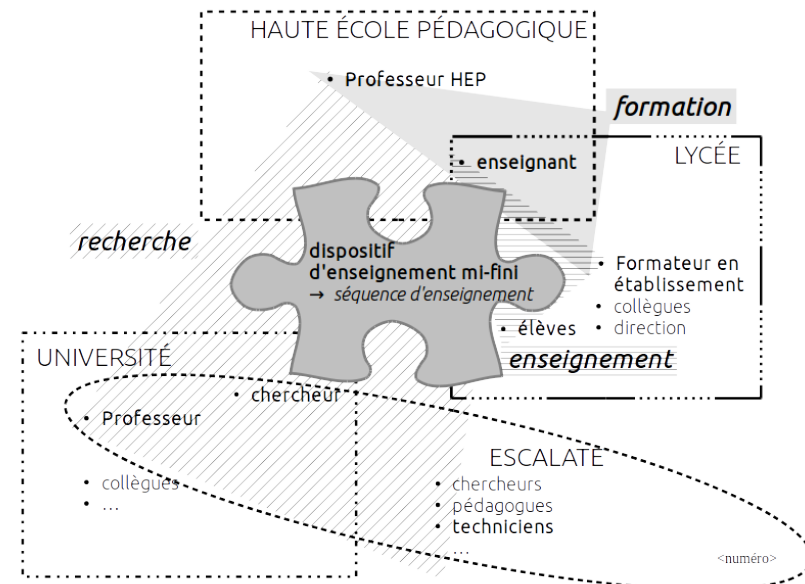 HAUTE ÉCOLE PÉDAGOGIQUE
• Professeur HEP
formation
• enseignant
LYCÉE
recherche
dispositif
d'enseignement mi-fini
→ séquence d'enseignement
• Formateur en
établissement
• collègues
• direction
• élèves
enseignement
UNIVERSITÉ
• chercheur
• Professeur
• collègues
• ...
ESCALATE
• chercheurs
• pédagogues
• techniciens
...
<numéro>